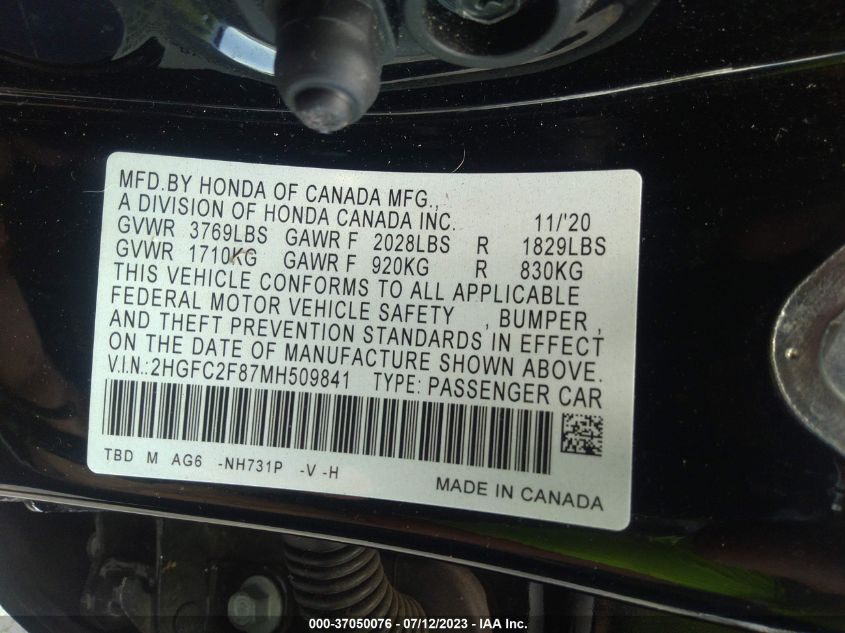 MFD.BY HONDA OF CANADA MFG.,
A DIVISION OF HONDA CANADA INC. 11/'20
GVWR 3769LBS GAWR F 2028LBS R 1829LBS
GVWR 1710KG GAWR F 920KG R 830KG
THIS VEHICLE CONFORMS TO ALL APPLICABLE
FEDERAL MOTOR VEHICLE SAFETY , BUMPER ,
AND THEFT PREVENTION STANDARDS IN EFFECT
ON THE DATE OF MANUFACTURE SHOWN ABOVE.
V.I.N.: 2HGFC2F87MH509841 TYPE: PASSENGER CAR
TBD M AG6 -NH731P -V -H
MADE IN CANADA
000-37050076 - 07/12/2023 - IAA Inc.